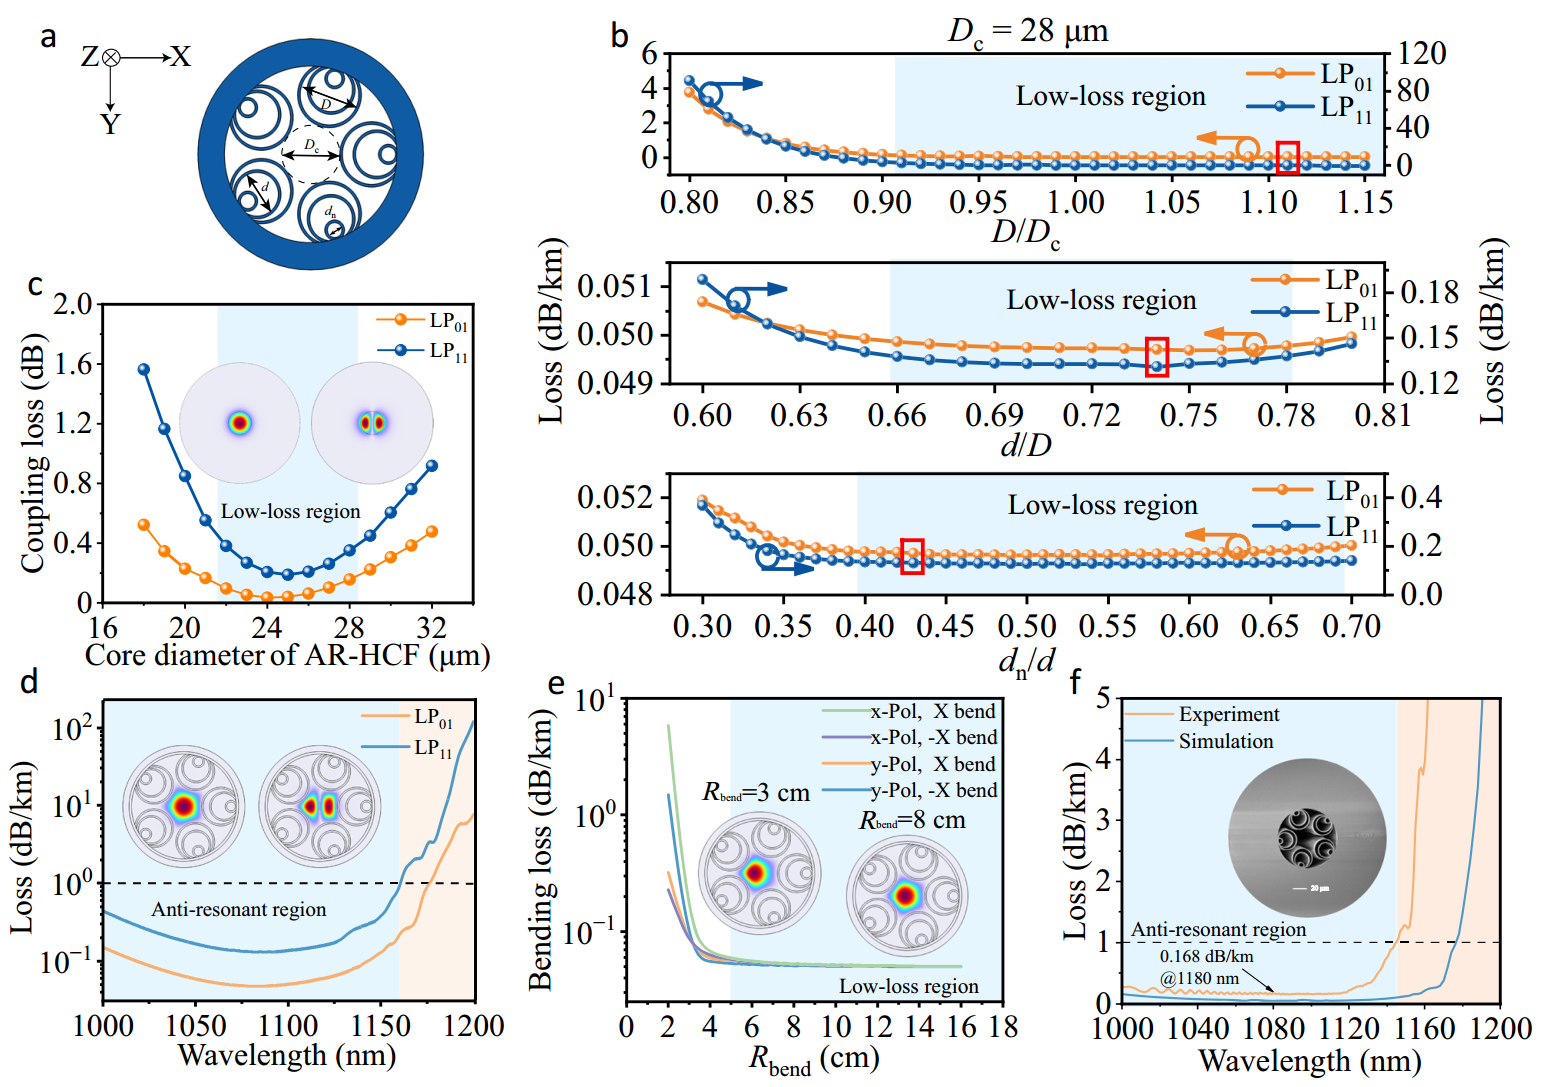 a
Z
X
Y
D
Dc
d
dn
b
Dc = 28 μm
6
4
2
0
120
80
40
0
Low-loss region
LP01
LP11
0.80 0.85 0.90 0.95 1.00 1.05 1.10 1.15
D/Dc
Loss (dB/km)
Loss (dB/km)
0.051
0.050
0.049
0.18
0.15
0.12
Low-loss region
LP01
LP11
0.60 0.63 0.66 0.69 0.72 0.75 0.78 0.81
d/D
0.052
0.050
0.048
0.4
0.2
0.0
Low-loss region
LP01
LP11
0.30 0.35 0.40 0.45 0.50 0.55 0.60 0.65 0.70
dn/d
c
2.0
1.6
1.2
0.8
0.4
0
Coupling loss (dB)
LP01
LP11
Low-loss region
16 20 24 28 32
Core diameter of AR-HCF (μm)
d
10²
10¹
10⁰
10⁻¹
Loss (dB/km)
LP01
LP11
Anti-resonant region
1000 1050 1100 1150 1200
Wavelength (nm)
e
10¹
10⁰
10⁻¹
Bending loss (dB/km)
x-Pol, X bend
x-Pol, -X bend
y-Pol, X bend
y-Pol, -X bend
Rbend=3 cm
Rbend=8 cm
Low-loss region
0 2 4 6 8 10 12 14 16 18
Rbend (cm)
f
5
4
3
2
1
0
Loss (dB/km)
Experiment
Simulation
20 μm
Anti-resonant region
0.168 dB/km
@1180 nm
1000 1040 1080 1120 1160 1200
Wavelength (nm)